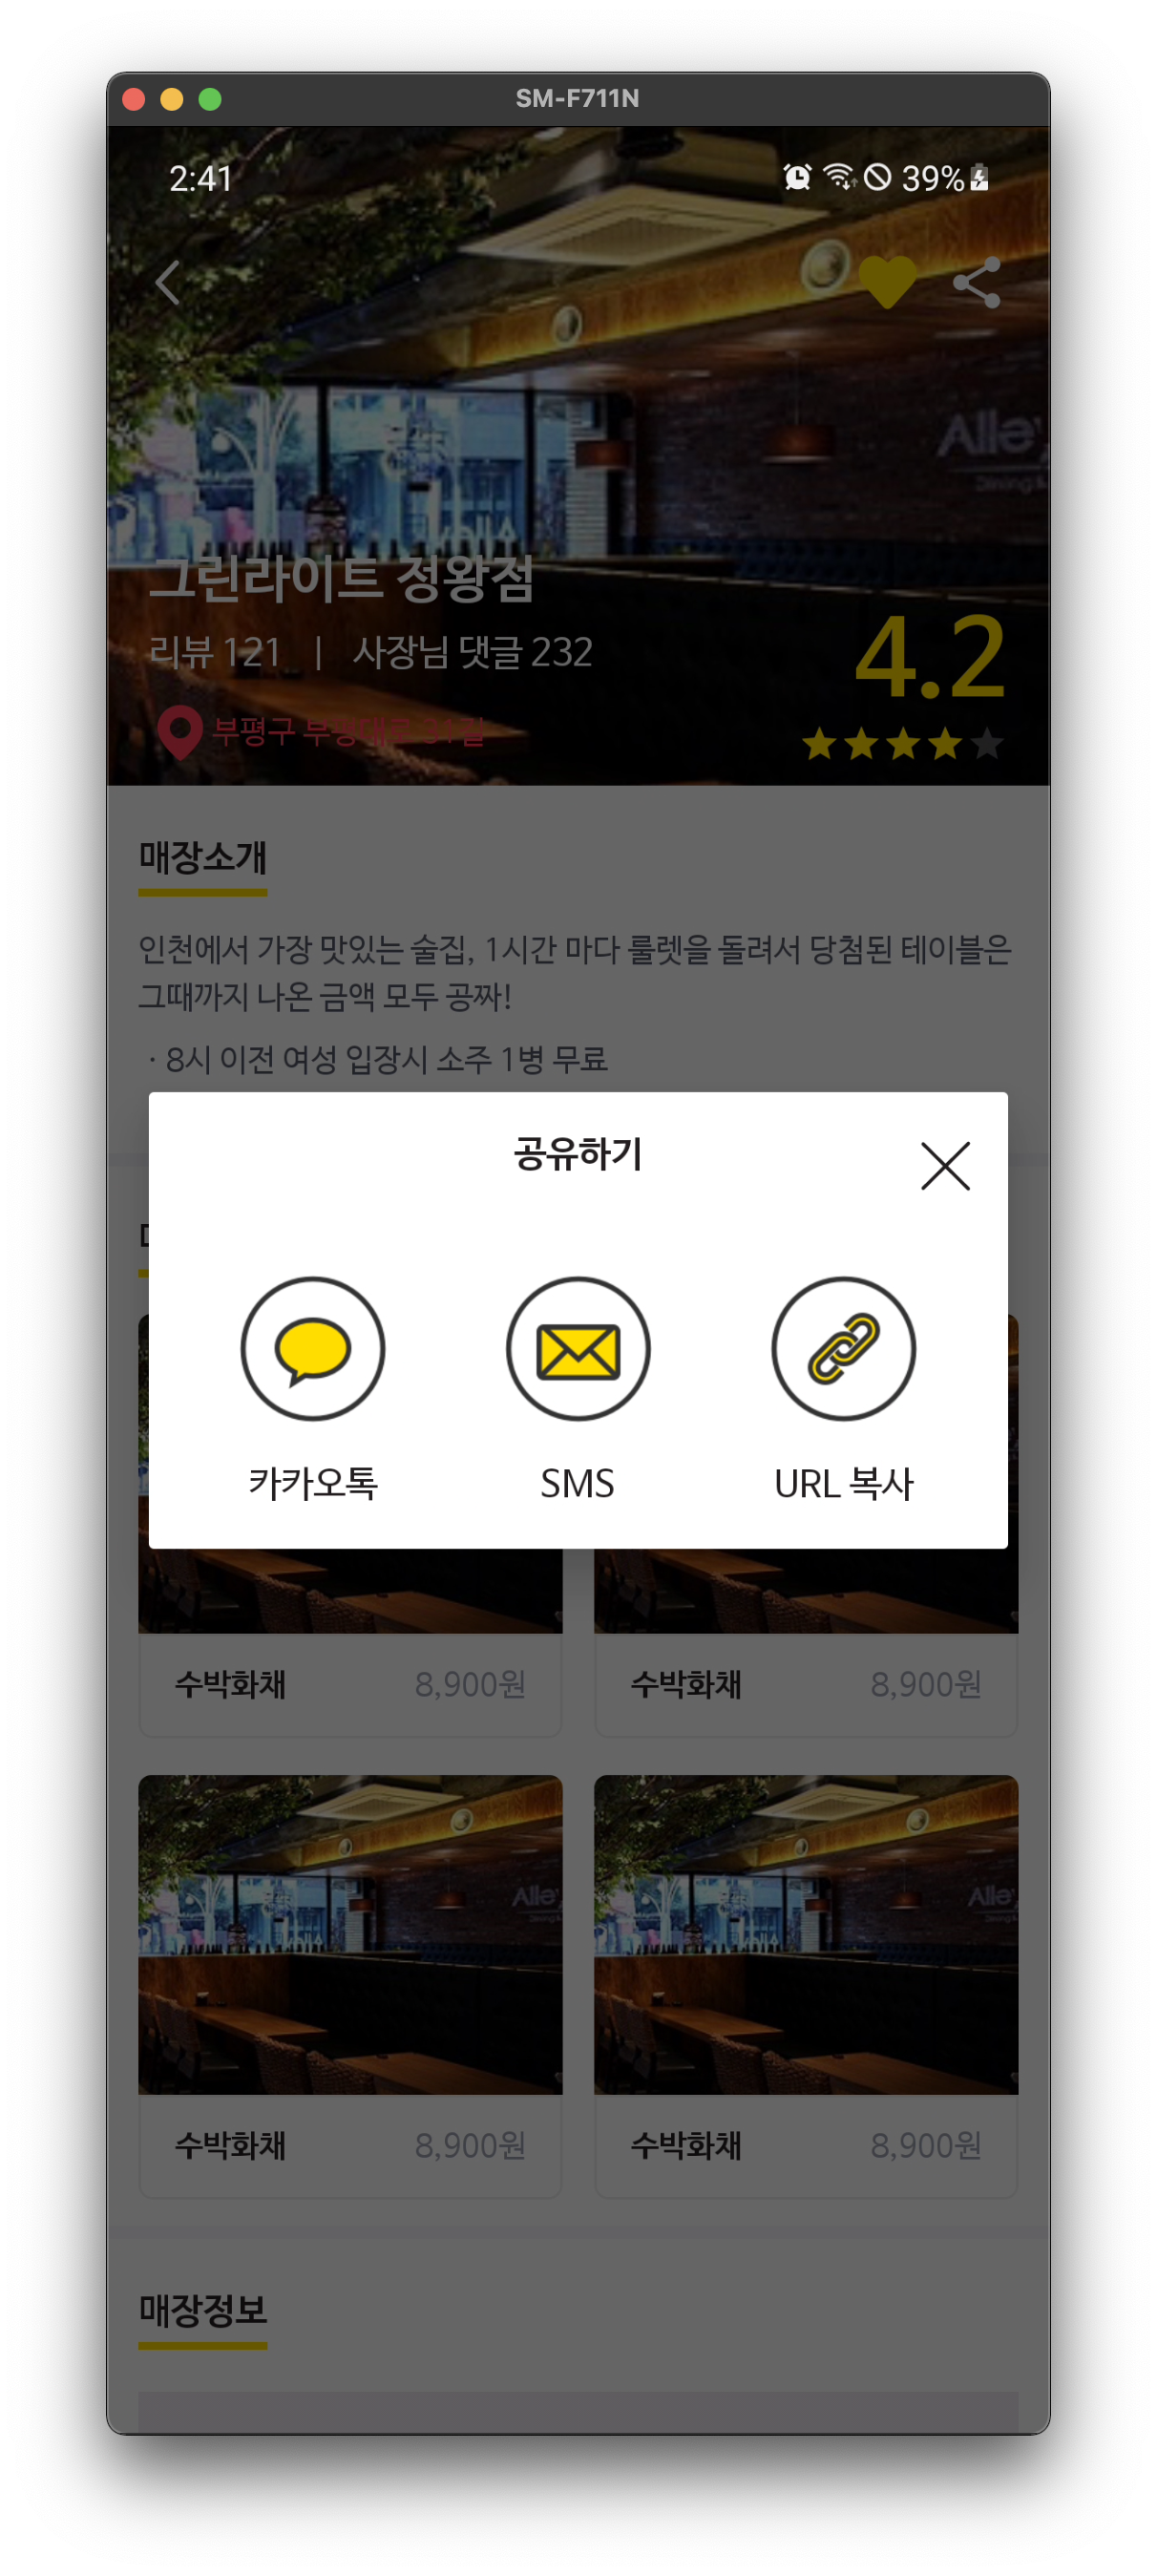 SM-F711N
2:41
39%
Alle
그린라이트 정왕점
리뷰 121 | 사장님 댓글 232
4.2
부평구 부평대로 31길
매장소개
인천에서 가장 맛있는 술집, 1시간 마다 룰렛을 돌려서 당첨된 테이블은
그때까지 나온 금액 모두 공짜!
· 8시 이전 여성 입장시 소주 1병 무료
공유하기
카카오톡
SMS
URL 복사
수박화채 8,900원
수박화채 8,900원
Alle
Alle
수박화채 8,900원
수박화채 8,900원
매장정보